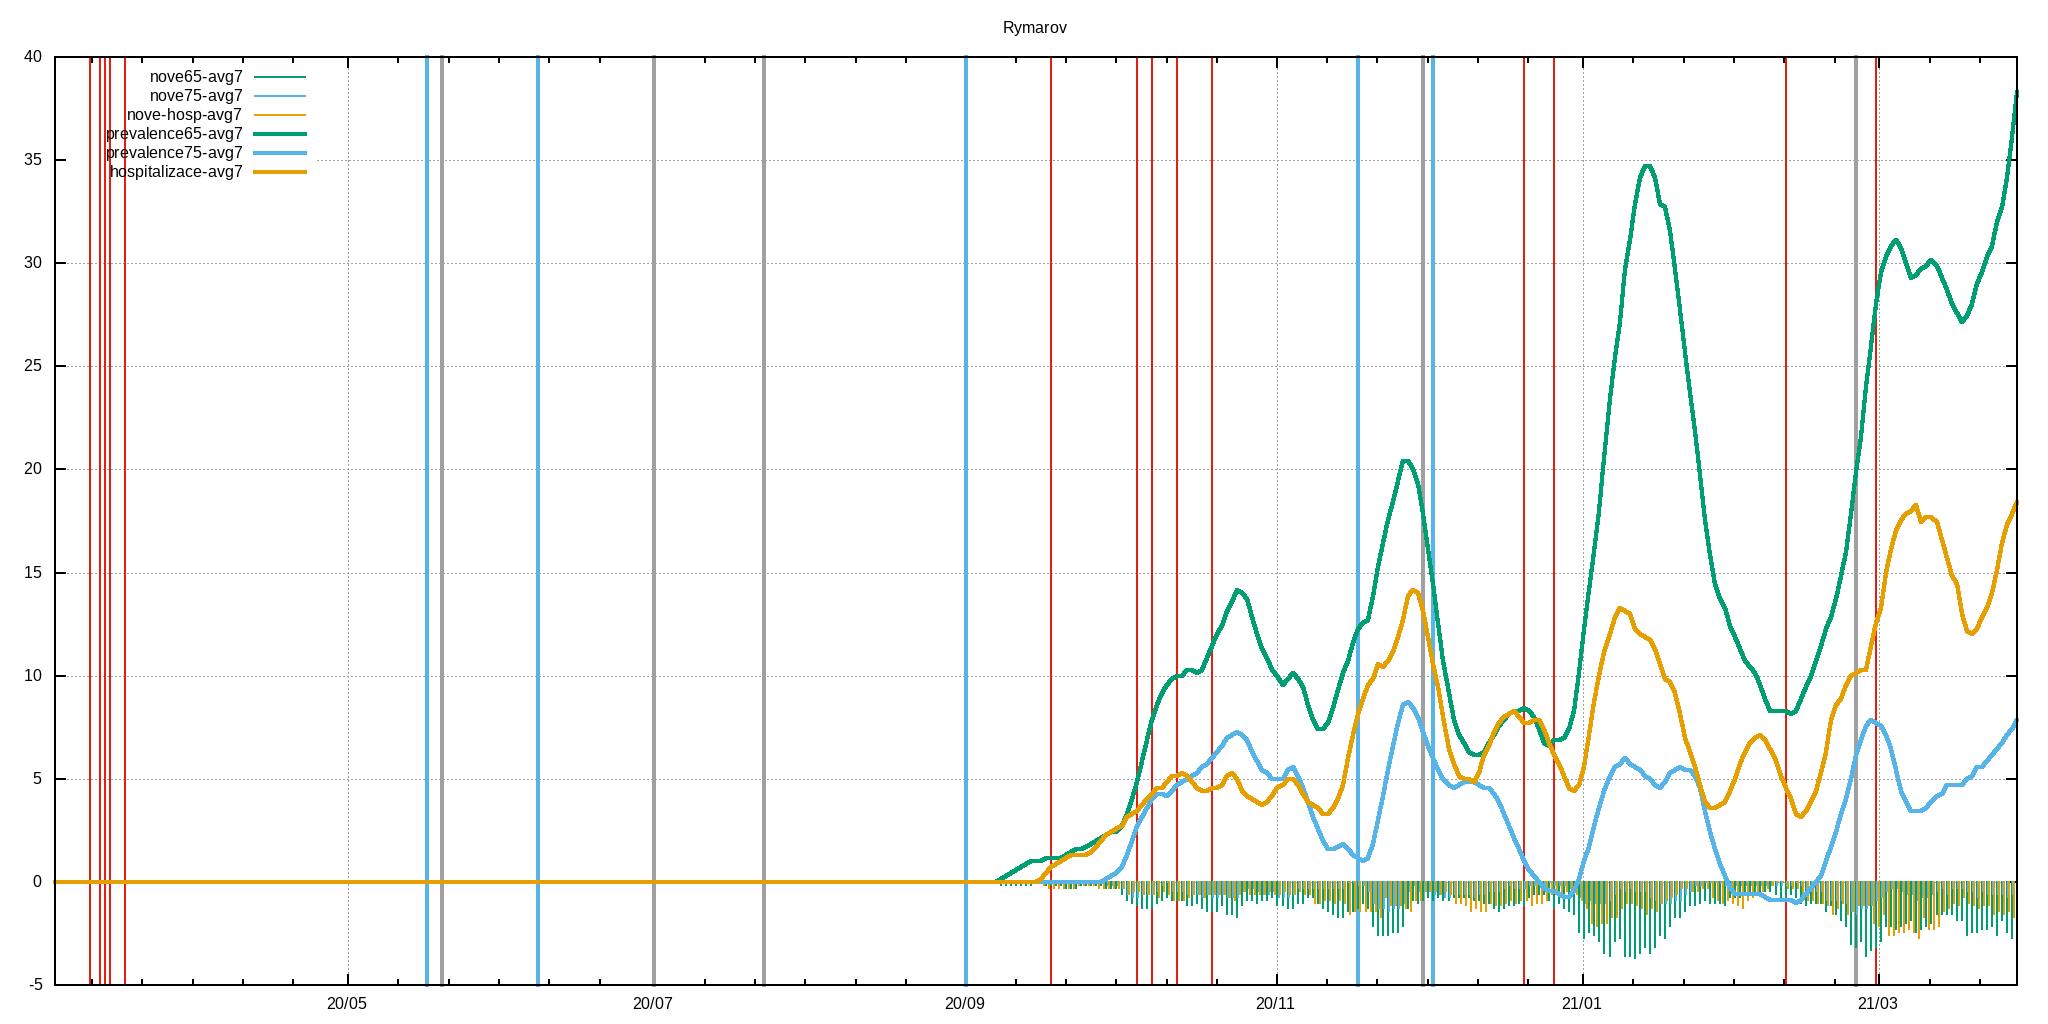 Rymarov
40
35
30
25
20
15
10
5
0
-5
nove65-avg7
nove75-avg7
nove-hosp-avg7
prevalence65-avg7
prevalence75-avg7
hospitalizace-avg7
20/05 20/07 20/09 20/11 21/01 21/03